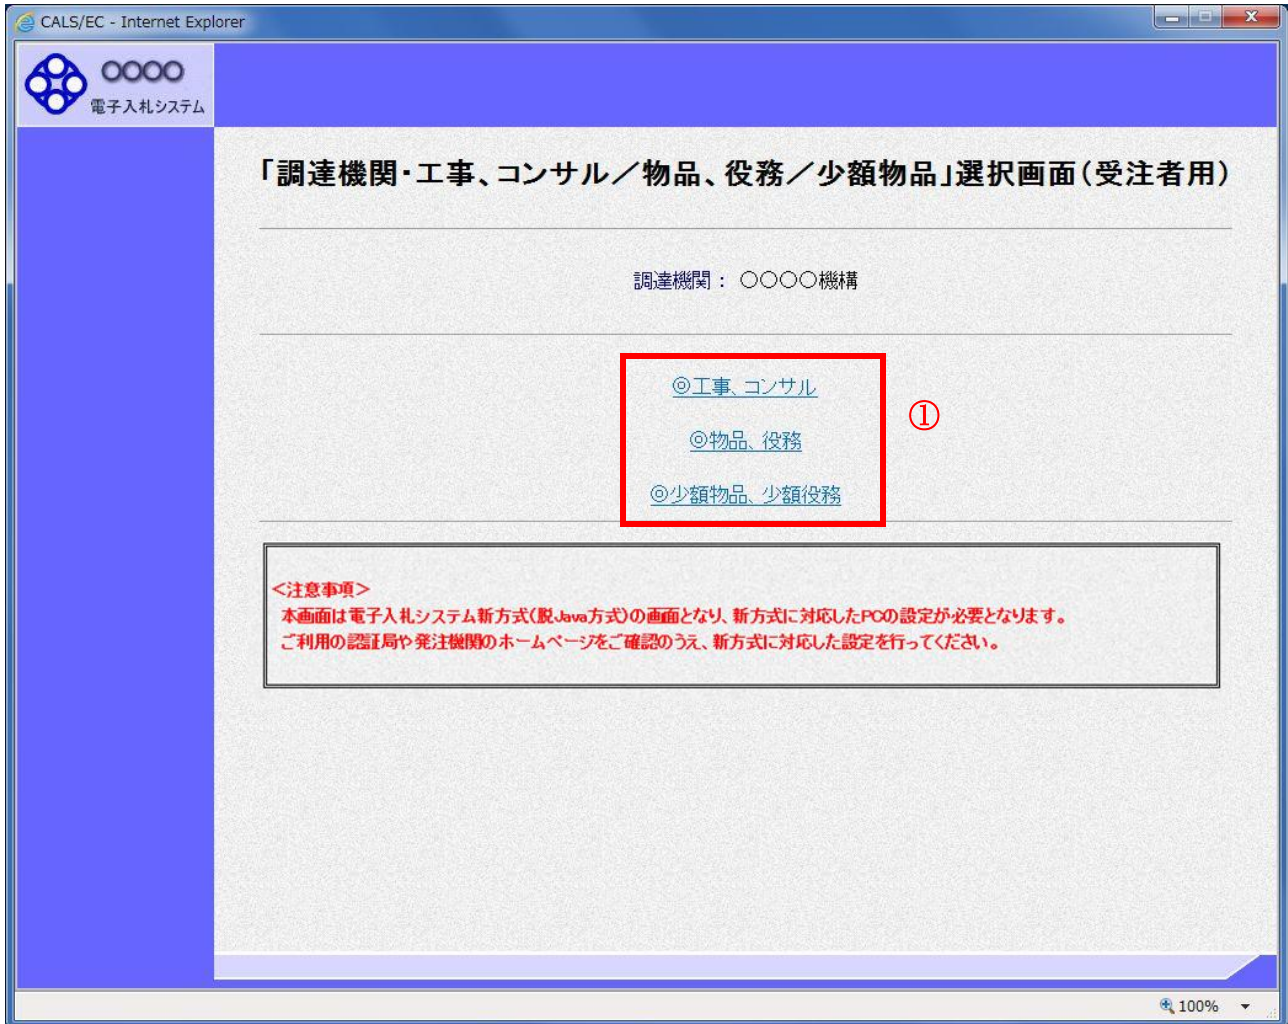 CALS/EC - Internet Explorer
〇〇〇〇
電子入札システム
「調達機関・工事、コンサル／物品、役務／少額物品」選択画面（受注者用）
調達機関： 〇〇〇〇機構
◎工事、コンサル
①
◎物品、役務
◎少額物品、少額役務
＜注意事項＞
本画面は電子入札システム新方式(脱Java方式)の画面となり、新方式に対応したPCの設定が必要となります。
ご利用の認証局や発注機関のホームページをご確認のうえ、新方式に対応した設定を行ってください。
100%